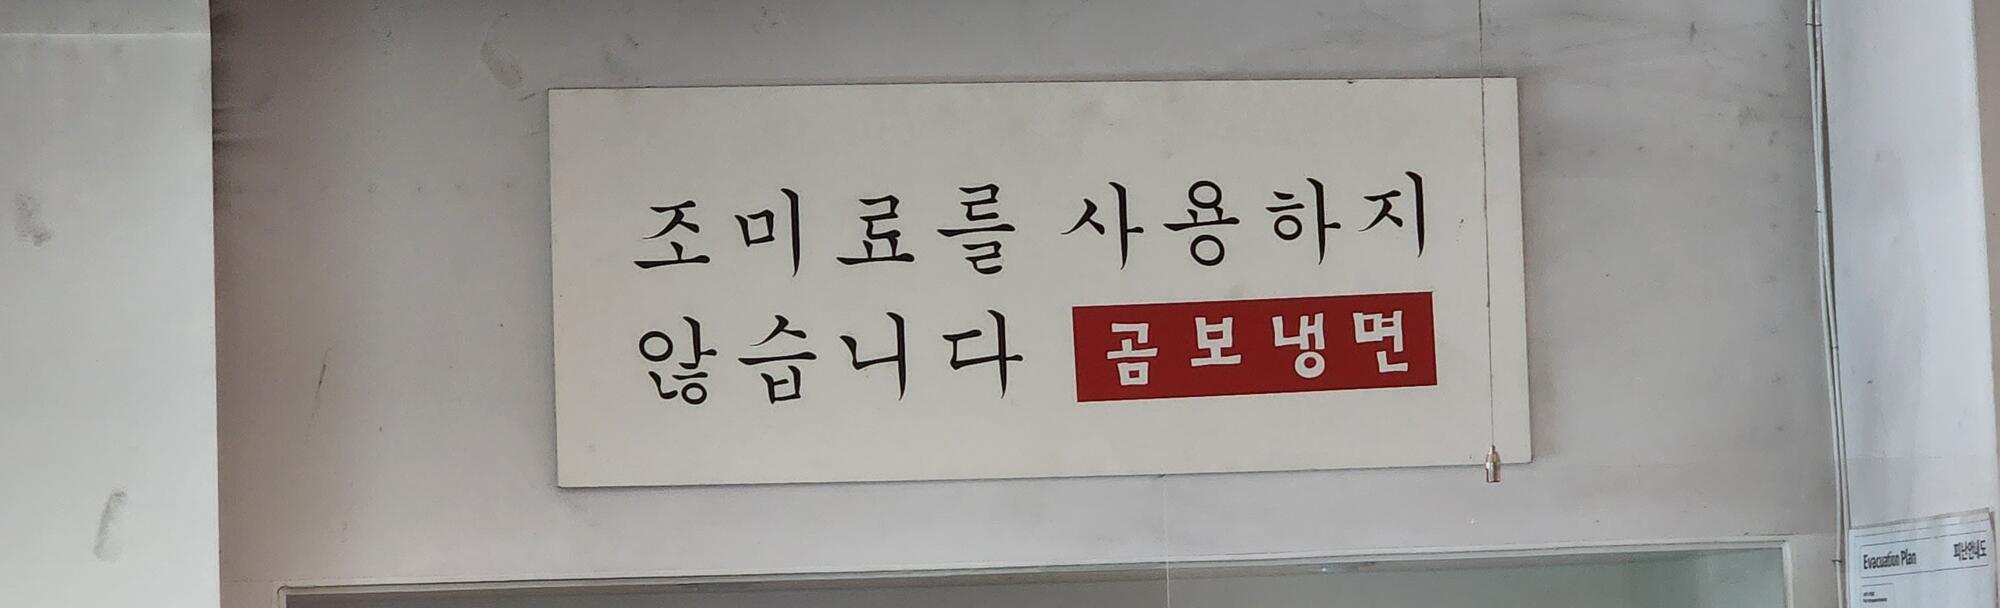 조미료를 사용하지
않습니다 곰보냉면
Evacuation Plan 피난안내도